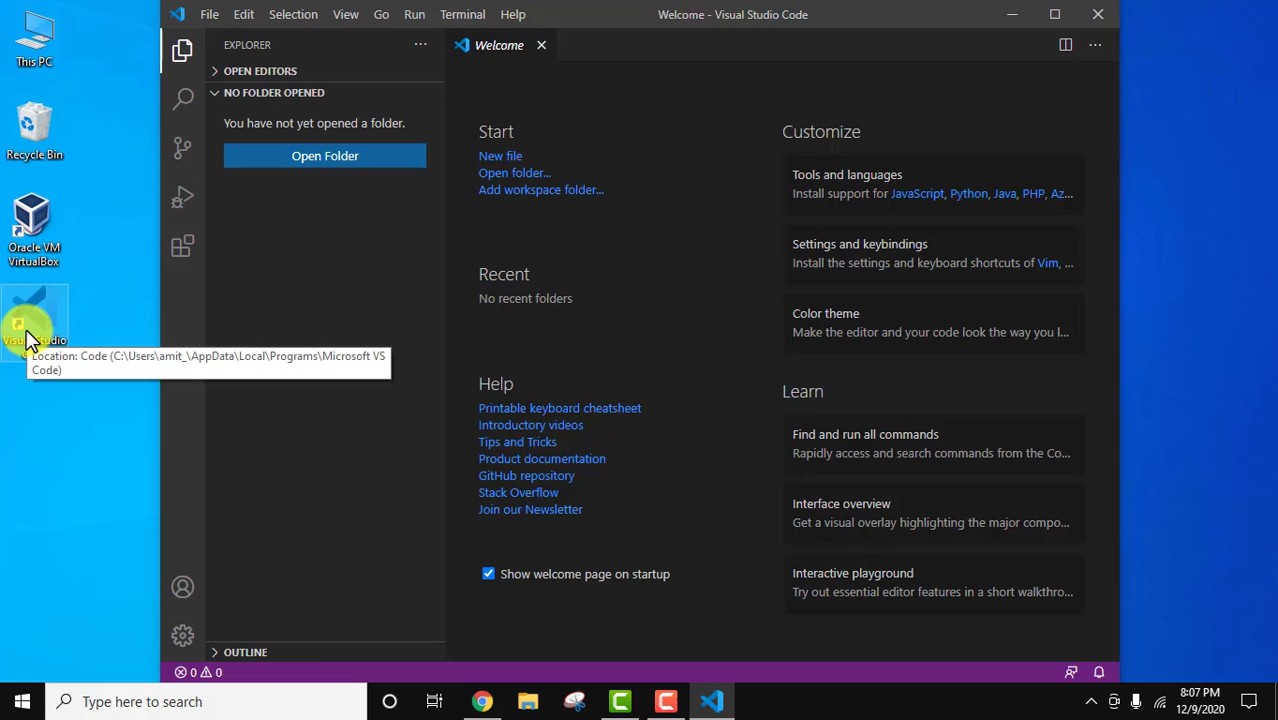 This PC
Recycle Bin
Oracle VM
VirtualBox
Location: Code (C:\Users\amit_\AppData\Local\Programs\Microsoft VS
Code)
File Edit Selection View Go Run Terminal Help
Welcome - Visual Studio Code
EXPLORER
OPEN EDITORS
NO FOLDER OPENED
You have not yet opened a folder.
Open Folder
OUTLINE
Welcome
Start
New file
Open folder...
Add workspace folder...
Recent
No recent folders
Help
Printable keyboard cheatsheet
Introductory videos
Tips and Tricks
Product documentation
GitHub repository
Stack Overflow
Join our Newsletter
Show welcome page on startup
Customize
Tools and languages
Install support for JavaScript, Python, Java, PHP, Az...
Settings and keybindings
Install the settings and keyboard shortcuts of Vim, ...
Color theme
Make the editor and your code look the way you l...
Learn
Find and run all commands
Rapidly access and search commands from the Co...
Interface overview
Get a visual overlay highlighting the major compo...
Interactive playground
Try out essential editor features in a short walkthro...
0 0
Type here to search
8:07 PM
12/9/2020